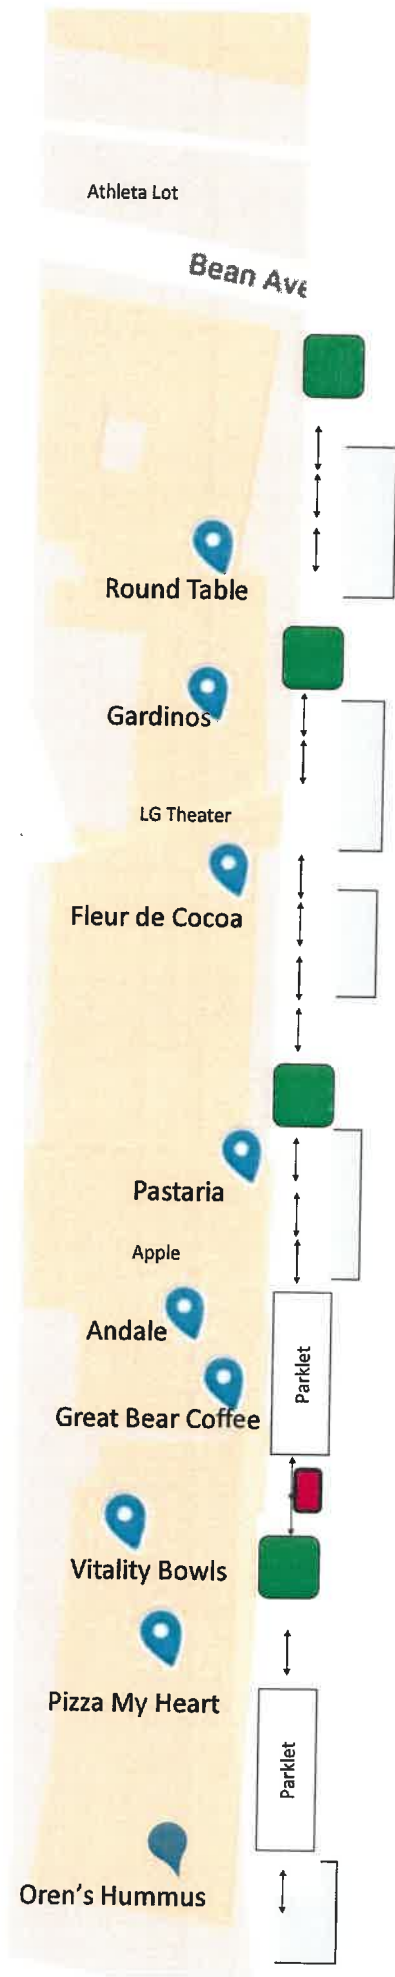 Athleta Lot
Bean Ave
Round Table
Gardinos
LG Theater
Fleur de Cocoa
Pastaria
Apple
Andale
Parklet
Great Bear Coffee
Vitality Bowls
Pizza My Heart
Parklet
Oren's Hummus